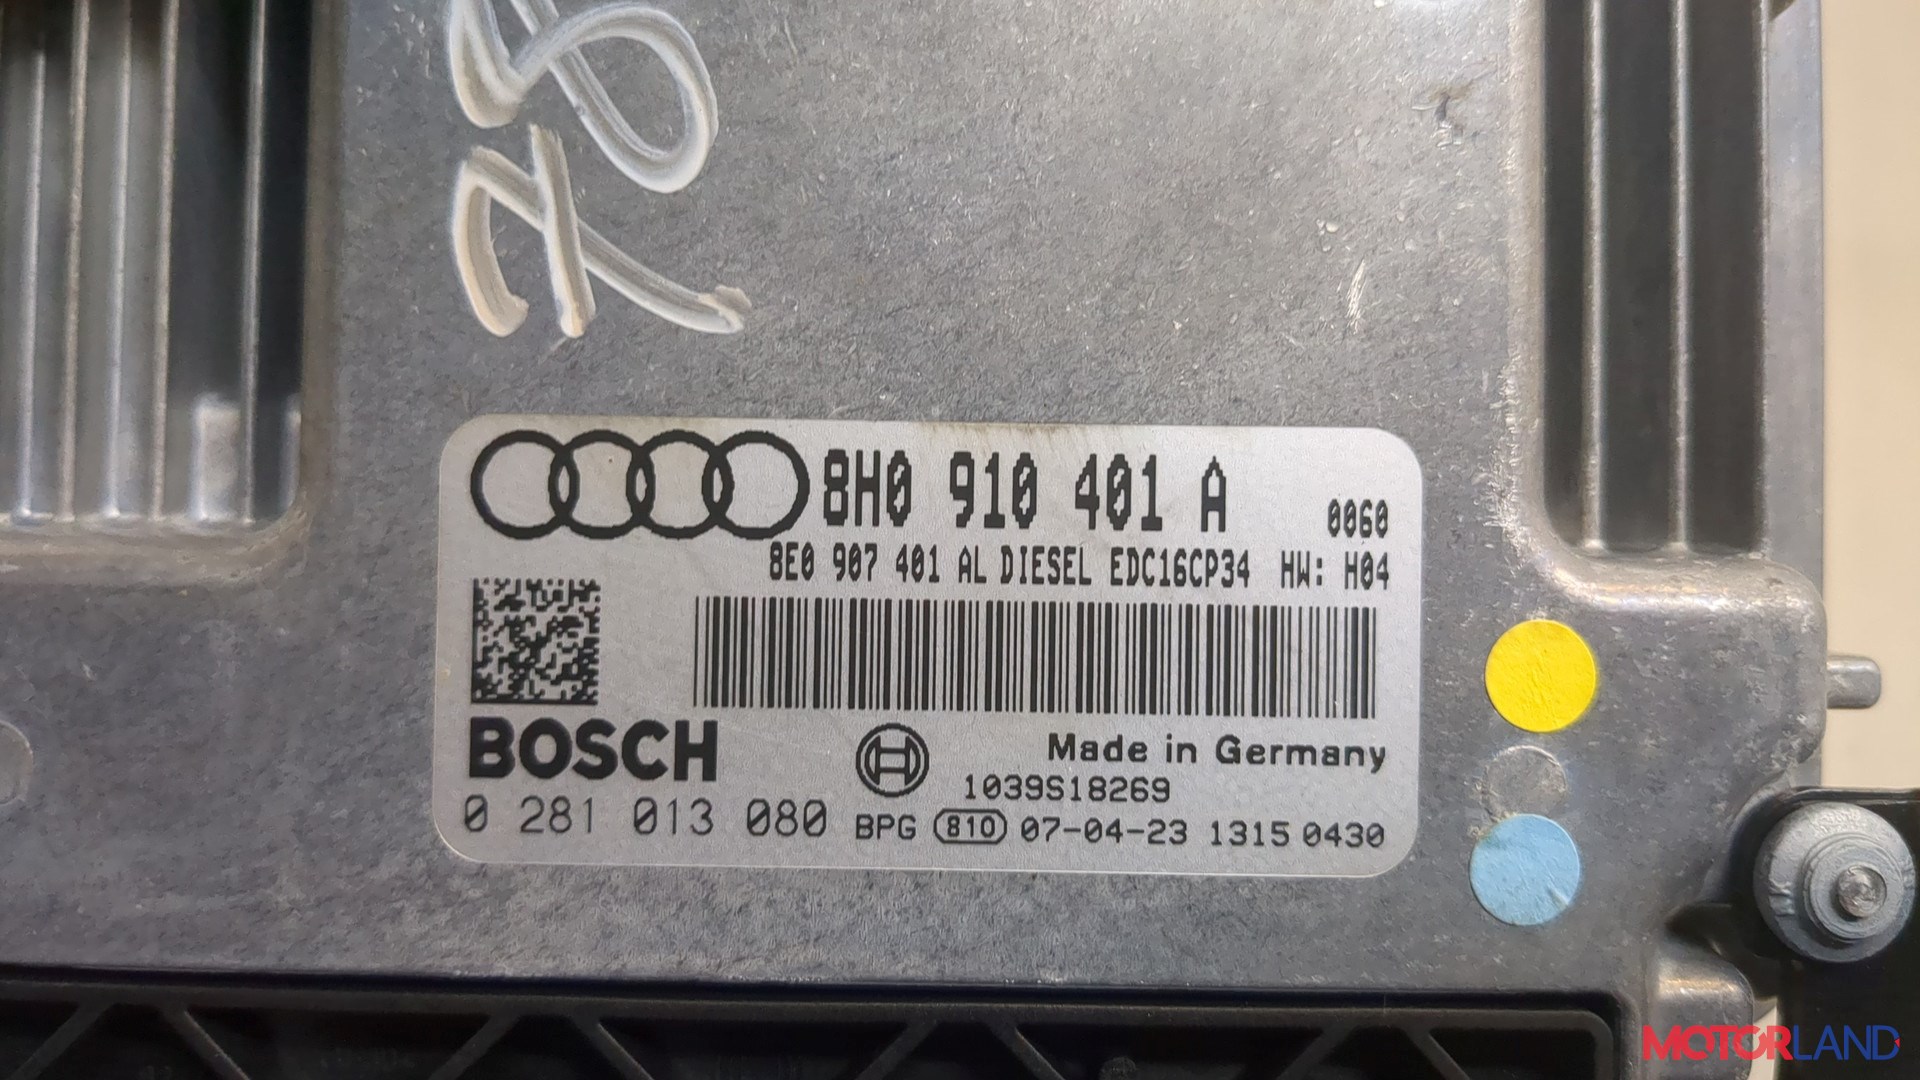 78
8H0 910 401 A
0060
8E0 907 401 AL DIESEL EDC16CP34 HW: H04
BOSCH
Made in Germany
1039S18269
0 281 013 080 BPG 810 07-04-23 1315 0430
MOTORLAND